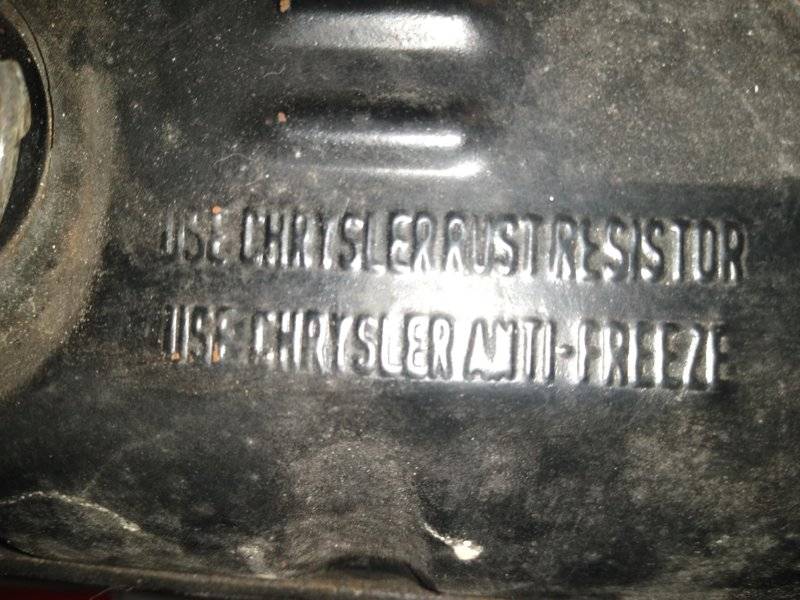 USE CHRYSLER RUST RESISTOR
USE CHRYSLER ANTI-FREEZE